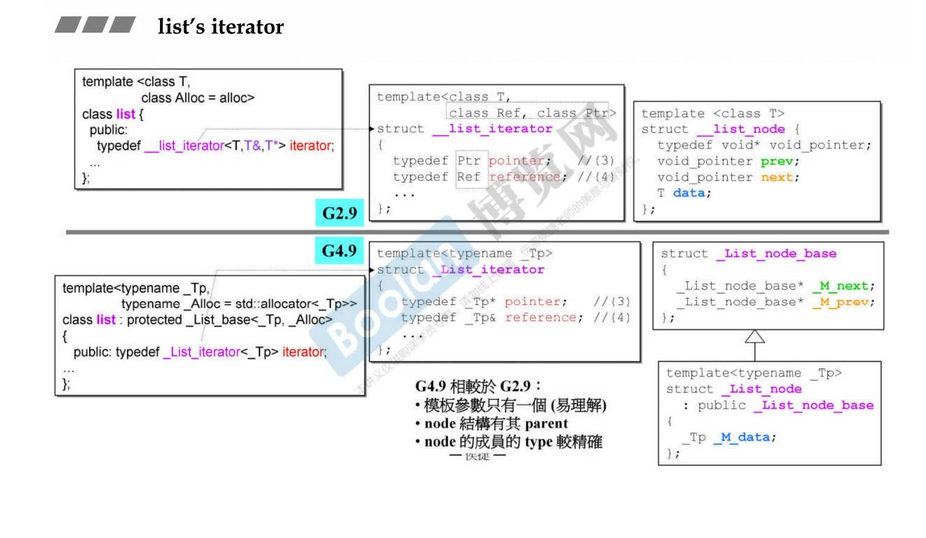 list's iterator
template <class T,
class Alloc = alloc>
class list {
public:
typedef __list_iterator<T,T&,T*> iterator;
...
};
template<class T,
class Ref, class Ptr>
struct __list_iterator
{
typedef Ptr pointer; //(3)
typedef Ref reference; //(4)
...
};
template <class T>
struct __list_node {
typedef void* void_pointer;
void_pointer prev;
void_pointer next;
T data;
};
G2.9
G4.9
template<typename _Tp,
typename _Alloc = std::allocator<_Tp>>
class list : protected _List_base<_Tp, _Alloc>
{
public: typedef _List_iterator<_Tp> iterator;
...
};
template<typename _Tp>
struct _List_iterator
{
typedef _Tp* pointer; //(3)
typedef _Tp& reference; //(4)
...
};
struct _List_node_base
{
_List_node_base* _M_next;
_List_node_base* _M_prev;
};
template<typename _Tp>
struct _List_node
: public _List_node_base
{
_Tp _M_data;
};
G4.9 相較於 G2.9：
• 模板參數只有一個 (易理解)
• node 結構有其 parent
• node 的成員的 type 較精確
— 侯捷 —
Boolan 博览网